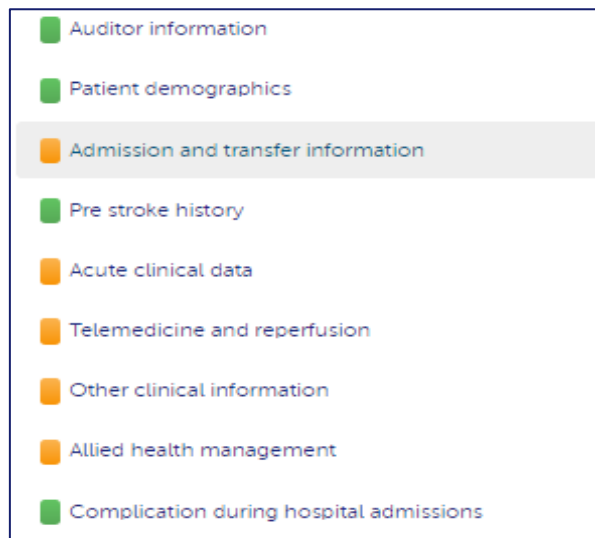 Auditor information
Patient demographics
Admission and transfer information
Pre stroke history
Acute clinical data
Telemedicine and reperfusion
Other clinical information
Allied health management
Complication during hospital admissions